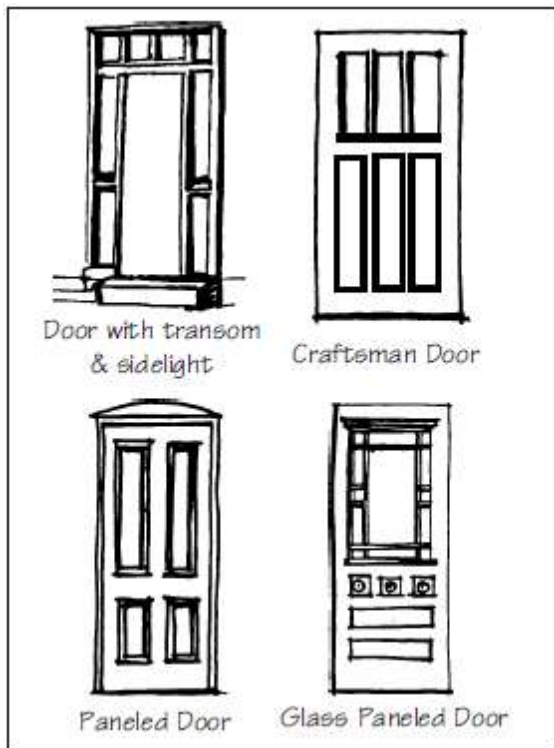 Door with transom
& sidelight
Craftsman Door
Paneled Door
Glass Paneled Door